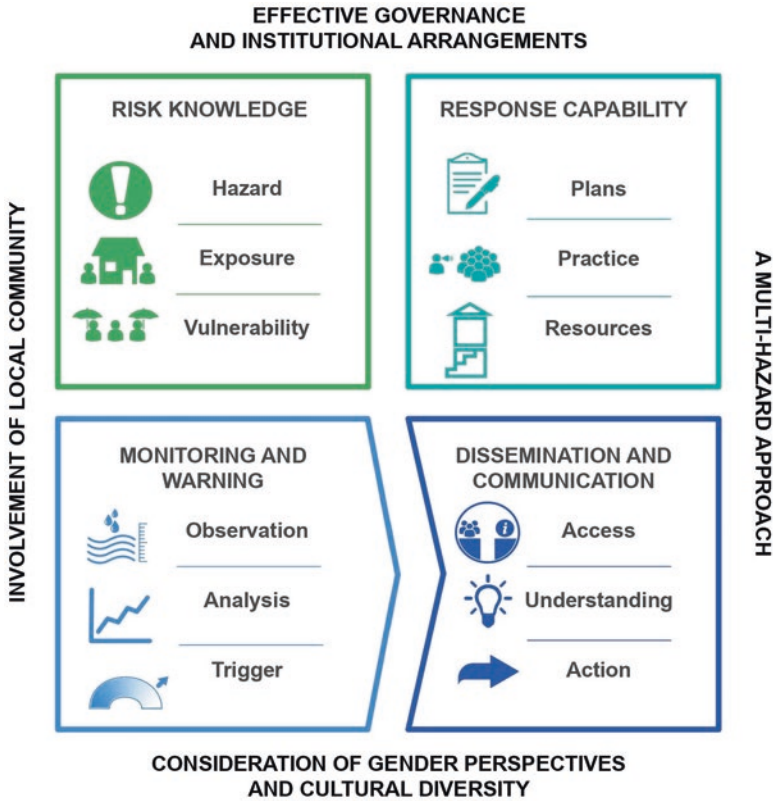 EFFECTIVE GOVERNANCE
AND INSTITUTIONAL ARRANGEMENTS
INVOLVEMENT OF LOCAL COMMUNITY
RISK KNOWLEDGE
Hazard
Exposure
Vulnerability
RESPONSE CAPABILITY
Plans
Practice
Resources
A MULTI-HAZARD APPROACH
MONITORING AND
WARNING
Observation
Analysis
Trigger
DISSEMINATION AND
COMMUNICATION
i
Access
Understanding
Action
CONSIDERATION OF GENDER PERSPECTIVES
AND CULTURAL DIVERSITY